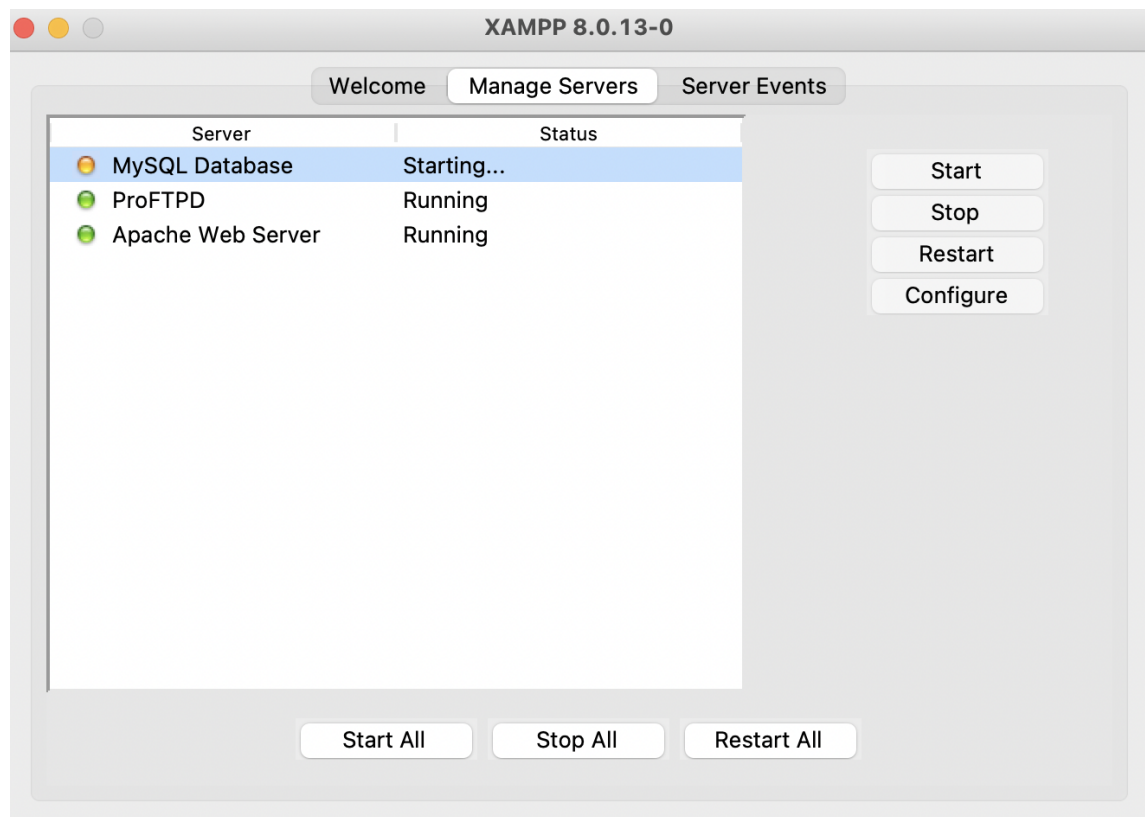 XAMPP 8.0.13-0
Welcome Manage Servers Server Events
Server Status
MySQL Database Starting...
ProFTPD Running
Apache Web Server Running
Start
Stop
Restart
Configure
Start All Stop All Restart All